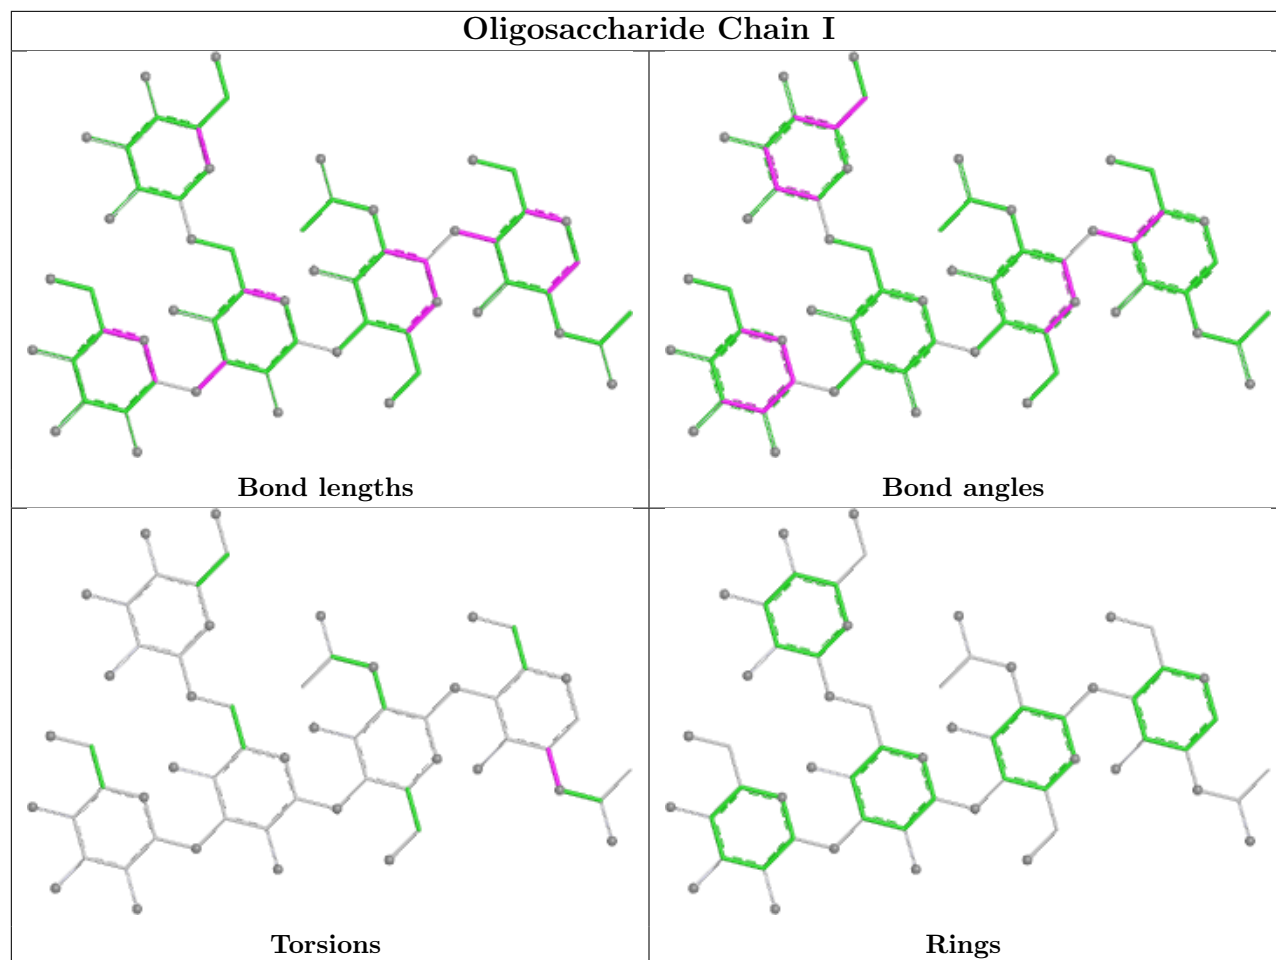 Oligosaccharide Chain I
Bond lengths
Bond angles
Torsions
Rings